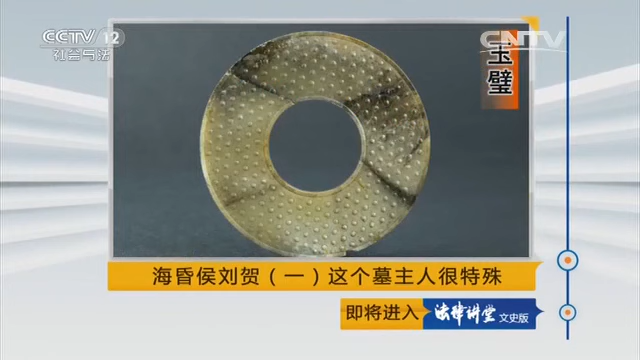 CCTV 12
社会与法
CNTV
玉璧
海昏侯刘贺（一）这个墓主人很特殊
即将进入 法律讲堂 文史版